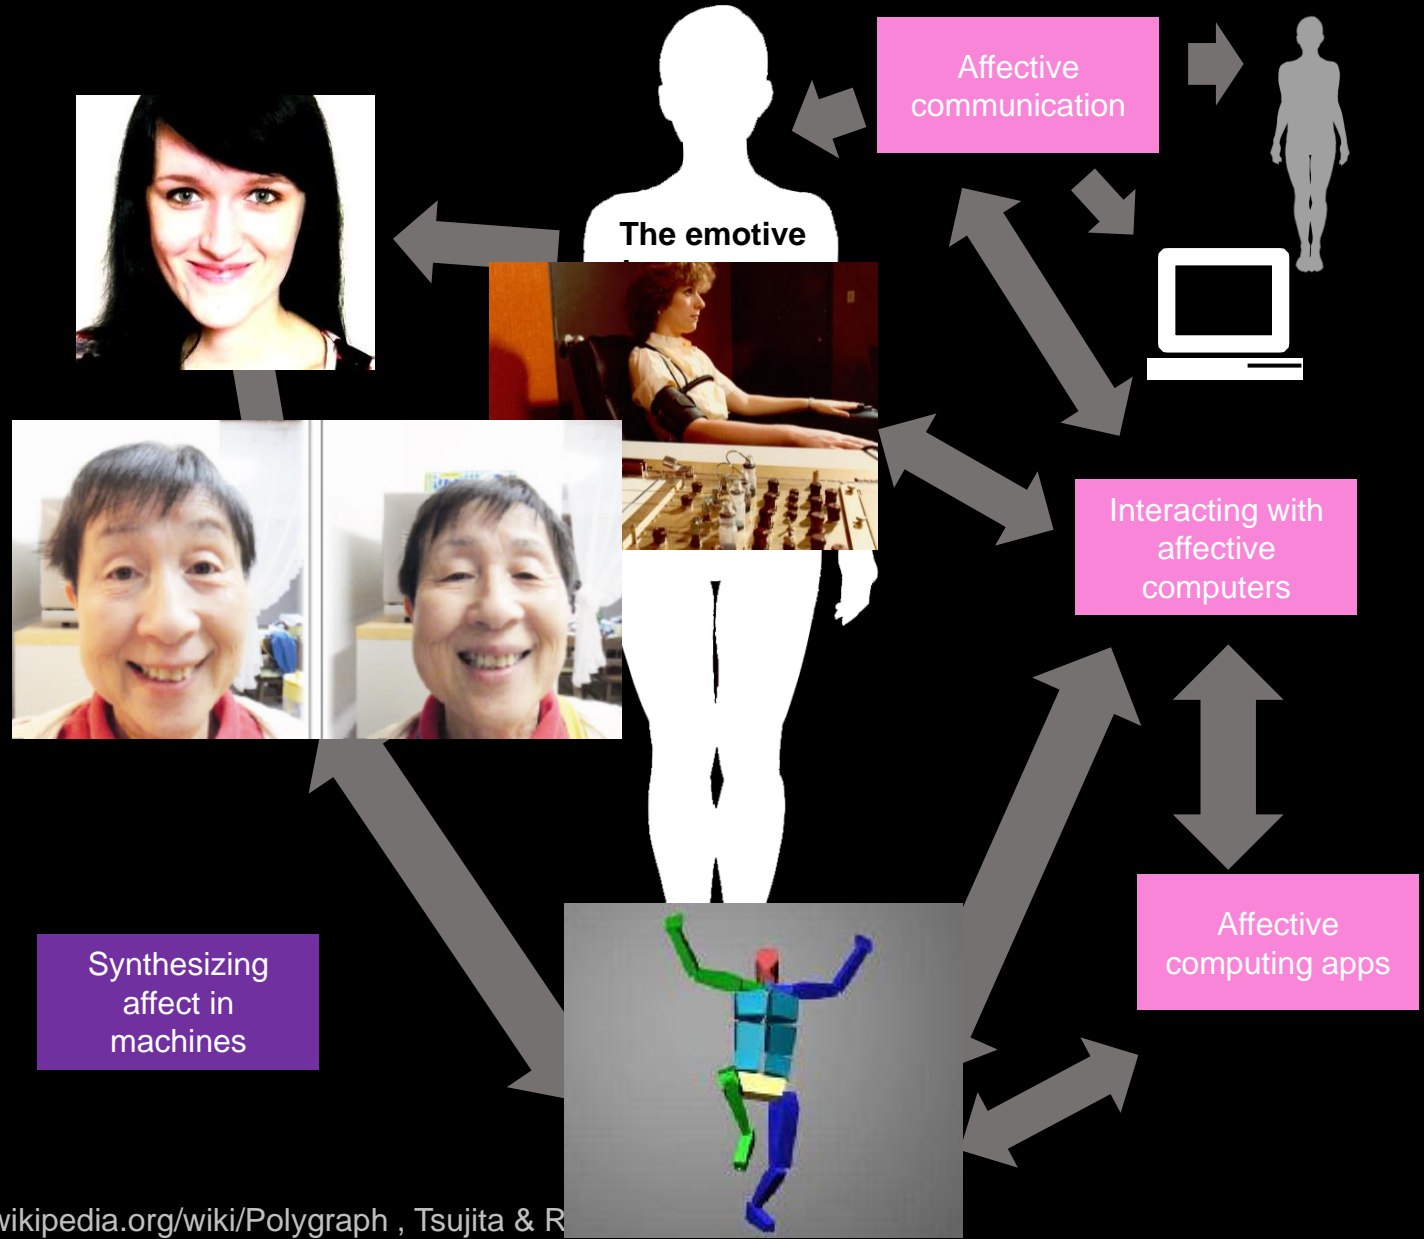 Affective
communication
The emotive
Interacting with
affective
computers
Affective
computing apps
Synthesizing
affect in
machines
wikipedia.org/wiki/Polygraph , Tsujita & R